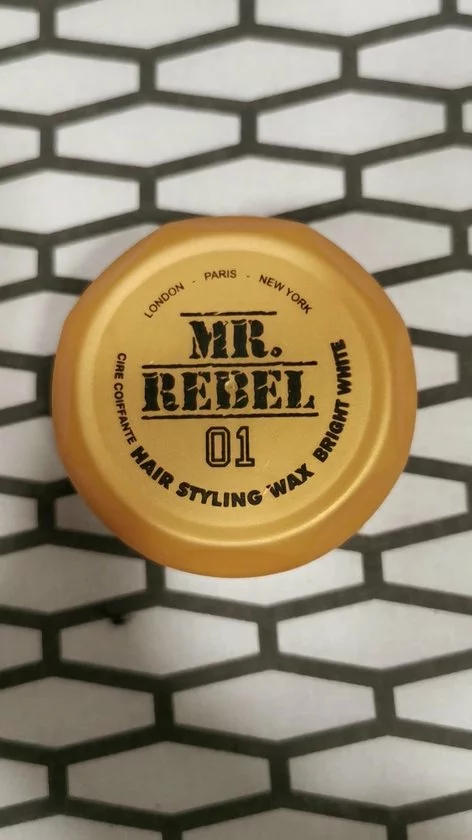 LONDON - PARIS - NEW YORK
MR.
REBEL
01
CIRE COIFFANTE HAIR STYLING WAX BRIGHT WHITE